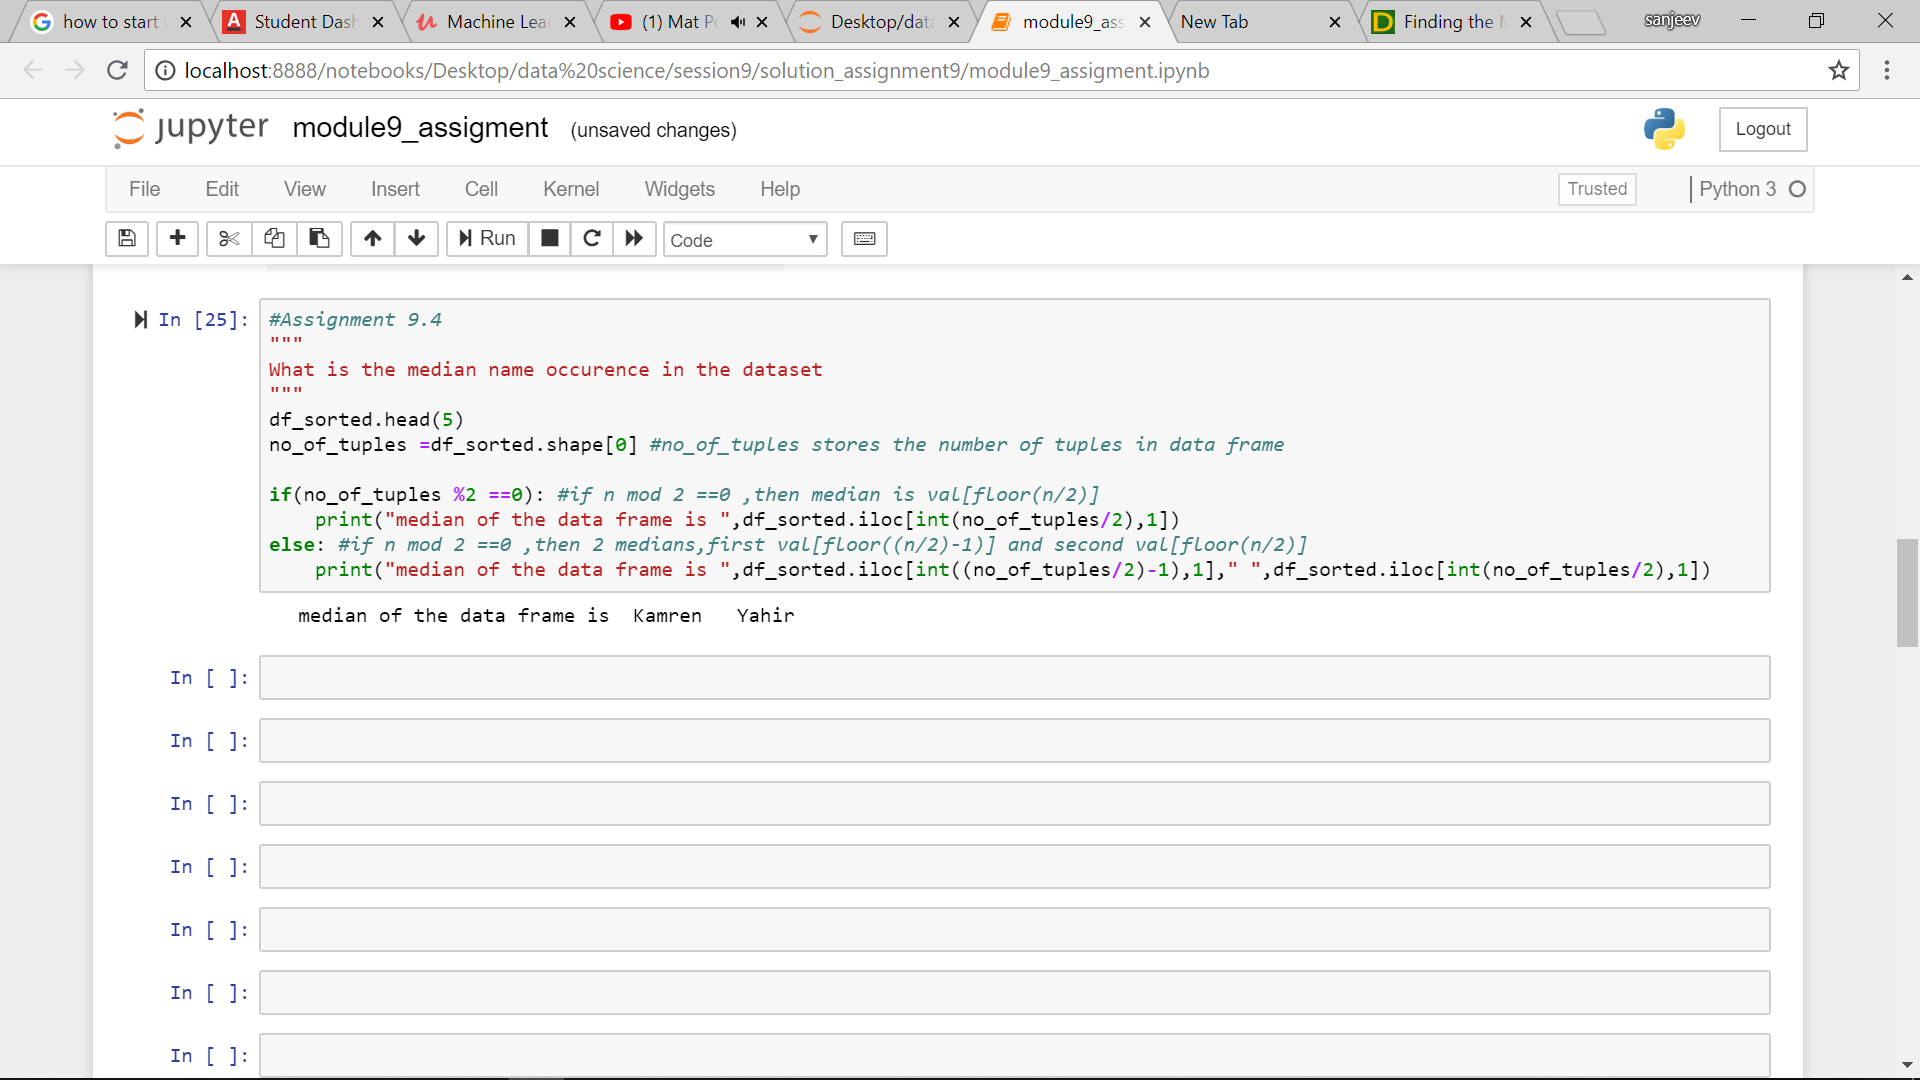 how to start
Student Dash
Machine Lea
(1) Mat P
Desktop/data
module9_ass
New Tab
Finding the M
sanjeev
localhost:8888/notebooks/Desktop/data%20science/session9/solution_assignment9/module9_assigment.ipynb
jupyter module9_assigment (unsaved changes)
Logout
File Edit View Insert Cell Kernel Widgets Help
Trusted
Python 3
Run
Code
In [25]:
#Assignment 9.4
"""
What is the median name occurence in the dataset
"""
df_sorted.head(5)
no_of_tuples =df_sorted.shape[0] #no_of_tuples stores the number of tuples in data frame
if(no_of_tuples %2 ==0): #if n mod 2 ==0 ,then median is val[floor(n/2)]
    print("median of the data frame is ",df_sorted.iloc[int(no_of_tuples/2),1])
else: #if n mod 2 ==0 ,then 2 medians,first val[floor((n/2)-1)] and second val[floor(n/2)]
    print("median of the data frame is ",df_sorted.iloc[int((no_of_tuples/2)-1),1]," ",df_sorted.iloc[int(no_of_tuples/2),1])
median of the data frame is  Kamren   Yahir
In [ ]:
In [ ]:
In [ ]:
In [ ]:
In [ ]:
In [ ]:
In [ ]: